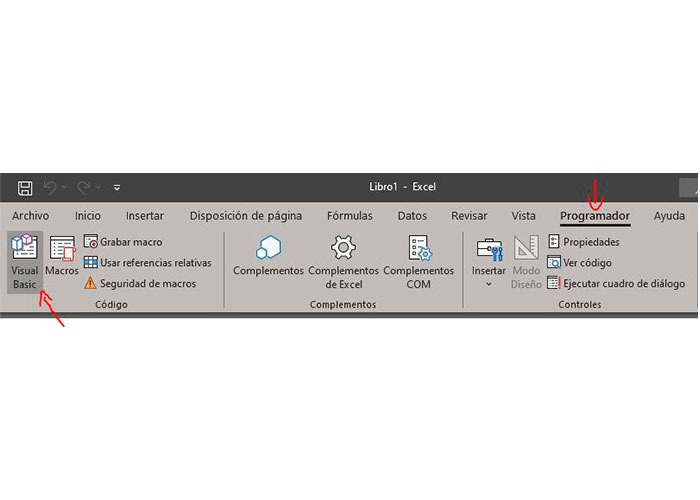 Libro1 - Excel
Archivo Inicio Insertar Disposición de página Fórmulas Datos Revisar Vista Programador Ayuda
Visual Basic
Macros
Grabar macro
Usar referencias relativas
Seguridad de macros
Código
Complementos
Complementos de Excel
Complementos COM
Complementos
Insertar
Modo Diseño
Propiedades
Ver código
Ejecutar cuadro de diálogo
Controles